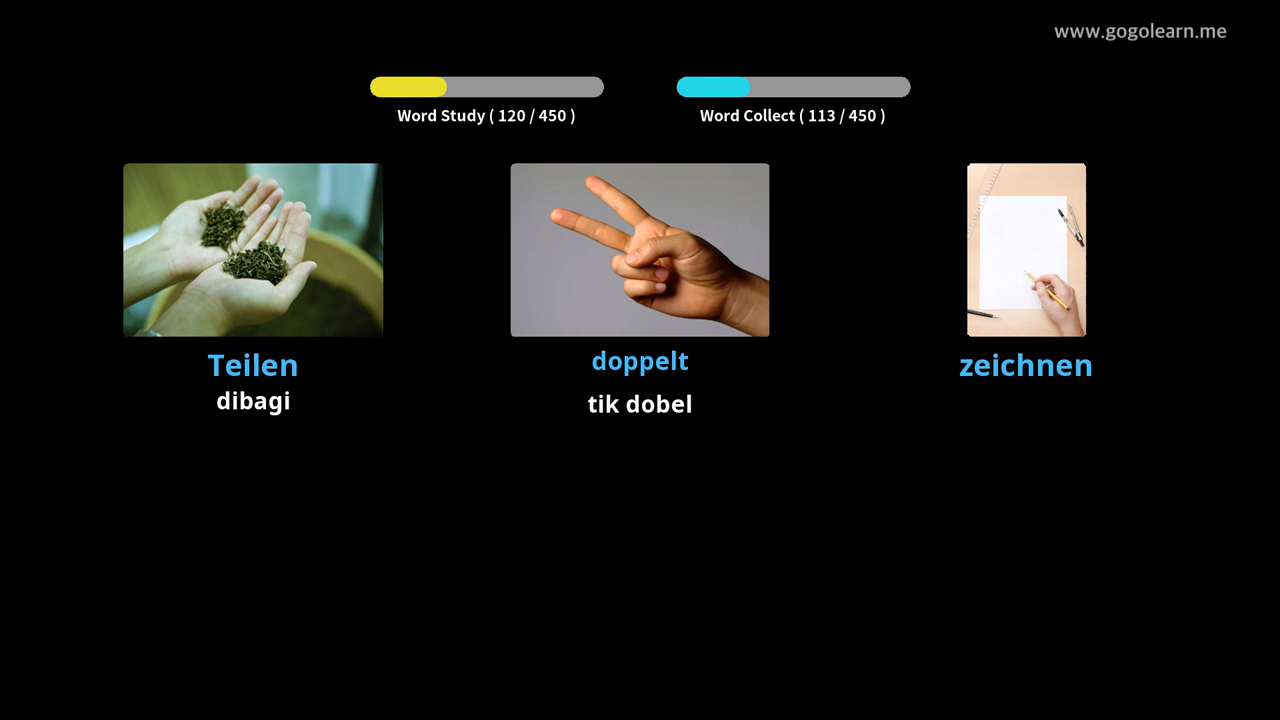 www.gogolearn.me
Word Study ( 120 / 450 )
Word Collect ( 113 / 450 )
Teilen
dibagi
doppelt
tik dobel
zeichnen